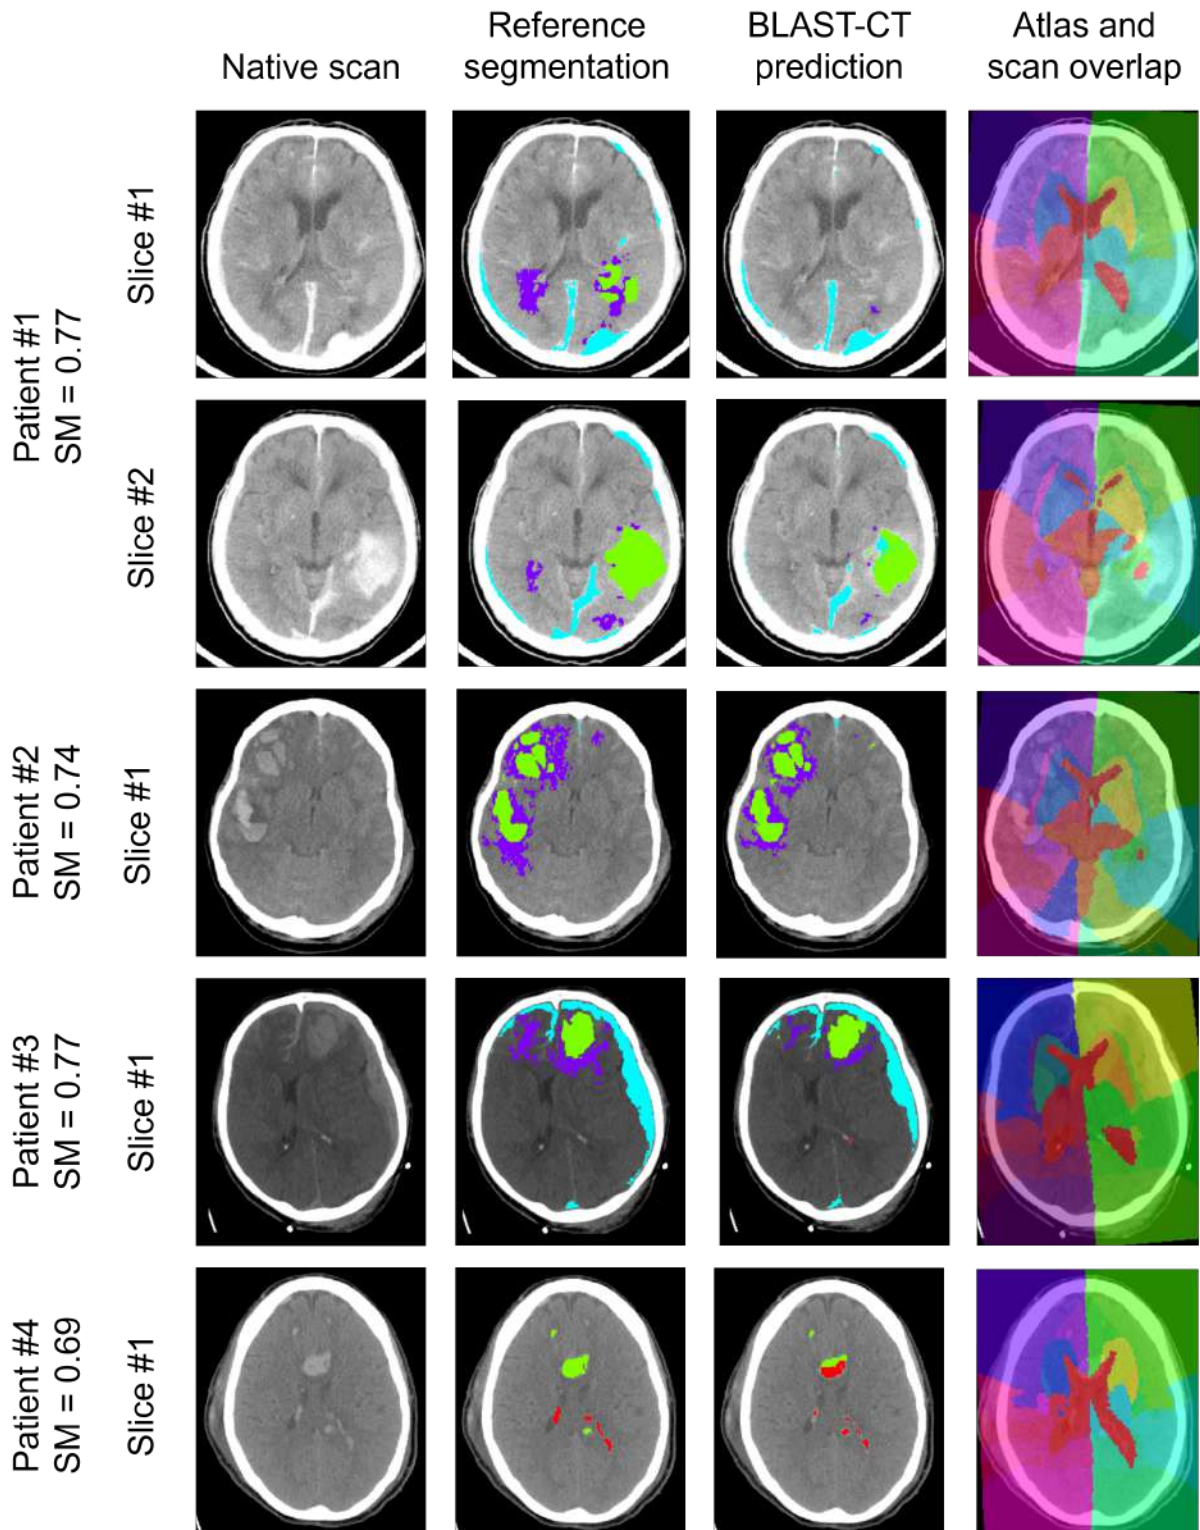 Native scan
Reference
segmentation
BLAST-CT
prediction
Atlas and
scan overlap
Patient #1
SM = 0.77
Slice #1
Slice #2
Patient #2
SM = 0.74
Slice #1
Patient #3
SM = 0.77
Slice #1
Patient #4
SM = 0.69
Slice #1